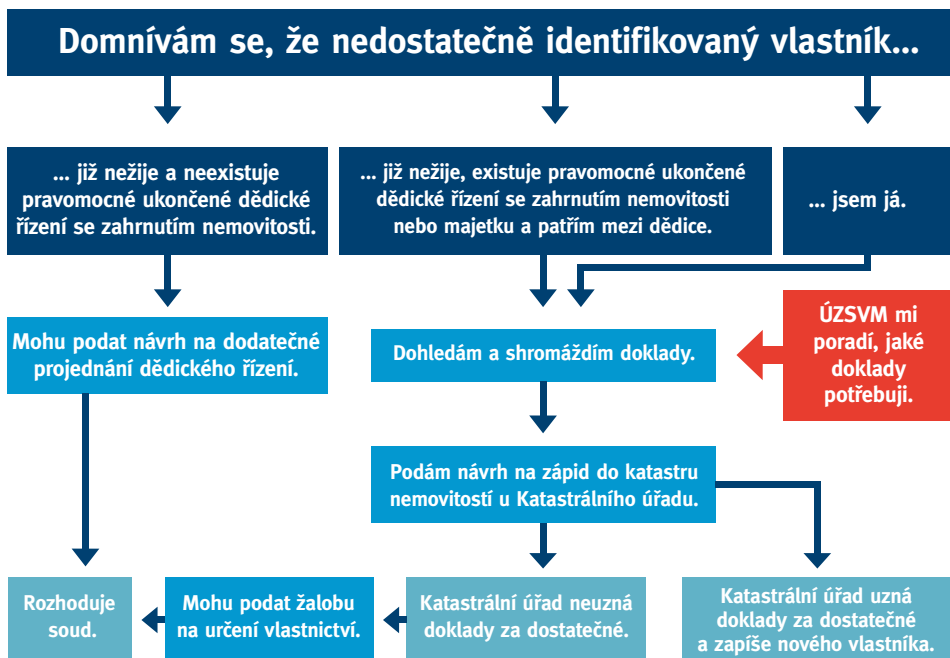 Domnívám se, že nedostatečně identifikovaný vlastník...
... již nežije a neexistuje
pravomocné ukončené dědické
řízení se zahrnutím nemovitosti.
... již nežije, existuje pravomocné ukončené
dědické řízení se zahrnutím nemovitosti
nebo majetku a patřím mezi dědice.
... jsem já.
Mohu podat návrh na dodatečné
projednání dědického řízení.
Dohledám a shromáždím doklady.
ÚZSVM mi
poradí, jaké
doklady
potřebuji.
Podám návrh na zápid do katastru
nemovitostí u Katastrálního úřadu.
Rozhoduje
soud.
Mohu podat žalobu
na určení vlastnictví.
Katastrální úřad neuzná
doklady za dostatečné.
Katastrální úřad uzná
doklady za dostatečné
a zapíše nového vlastníka.